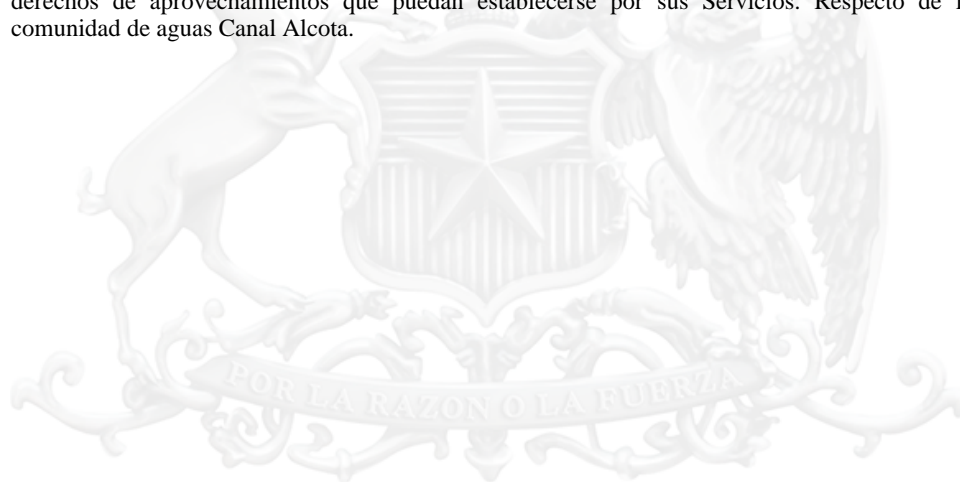 derechos de aprovechamientos que puedan establecerse por sus Servicios. Respecto de
comunidad de aguas Canal Alcota.
POR LA RAZON O LA FUERZA